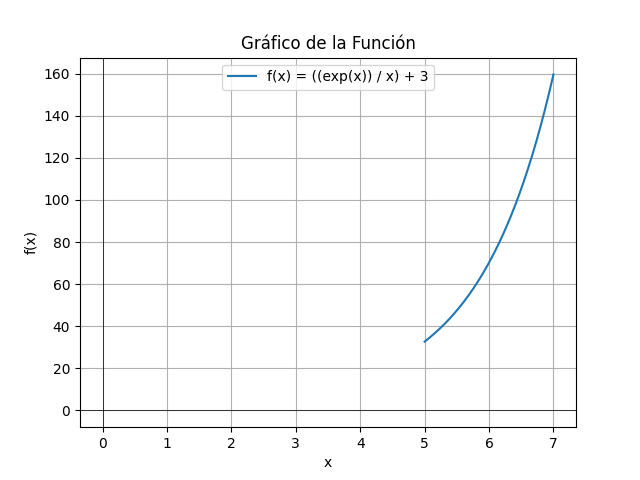 Gráfico de la Función
f(x) = ((exp(x)) / x) + 3
160
140
120
100
80
60
40
20
0
f(x)
0 1 2 3 4 5 6 7
x